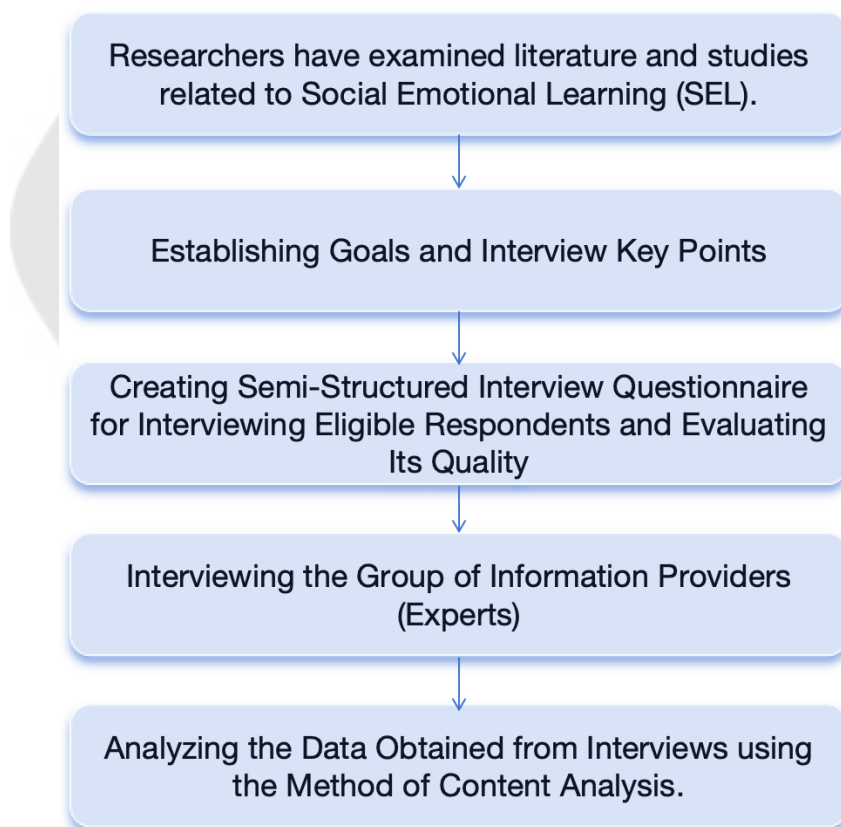 Researchers have examined literature and studies
related to Social Emotional Learning (SEL).
Establishing Goals and Interview Key Points
Creating Semi-Structured Interview Questionnaire
for Interviewing Eligible Respondents and Evaluating
Its Quality
Interviewing the Group of Information Providers
(Experts)
Analyzing the Data Obtained from Interviews using
the Method of Content Analysis.